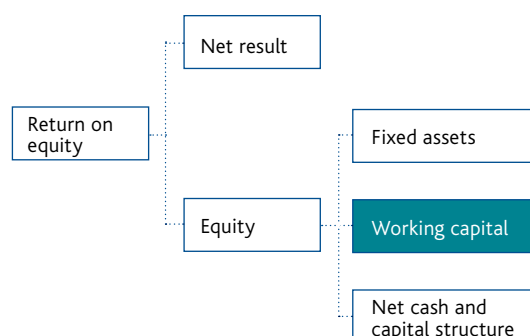 Net result
Return on
equity
Fixed assets
Equity
Working capital
Net cash and
capital structure